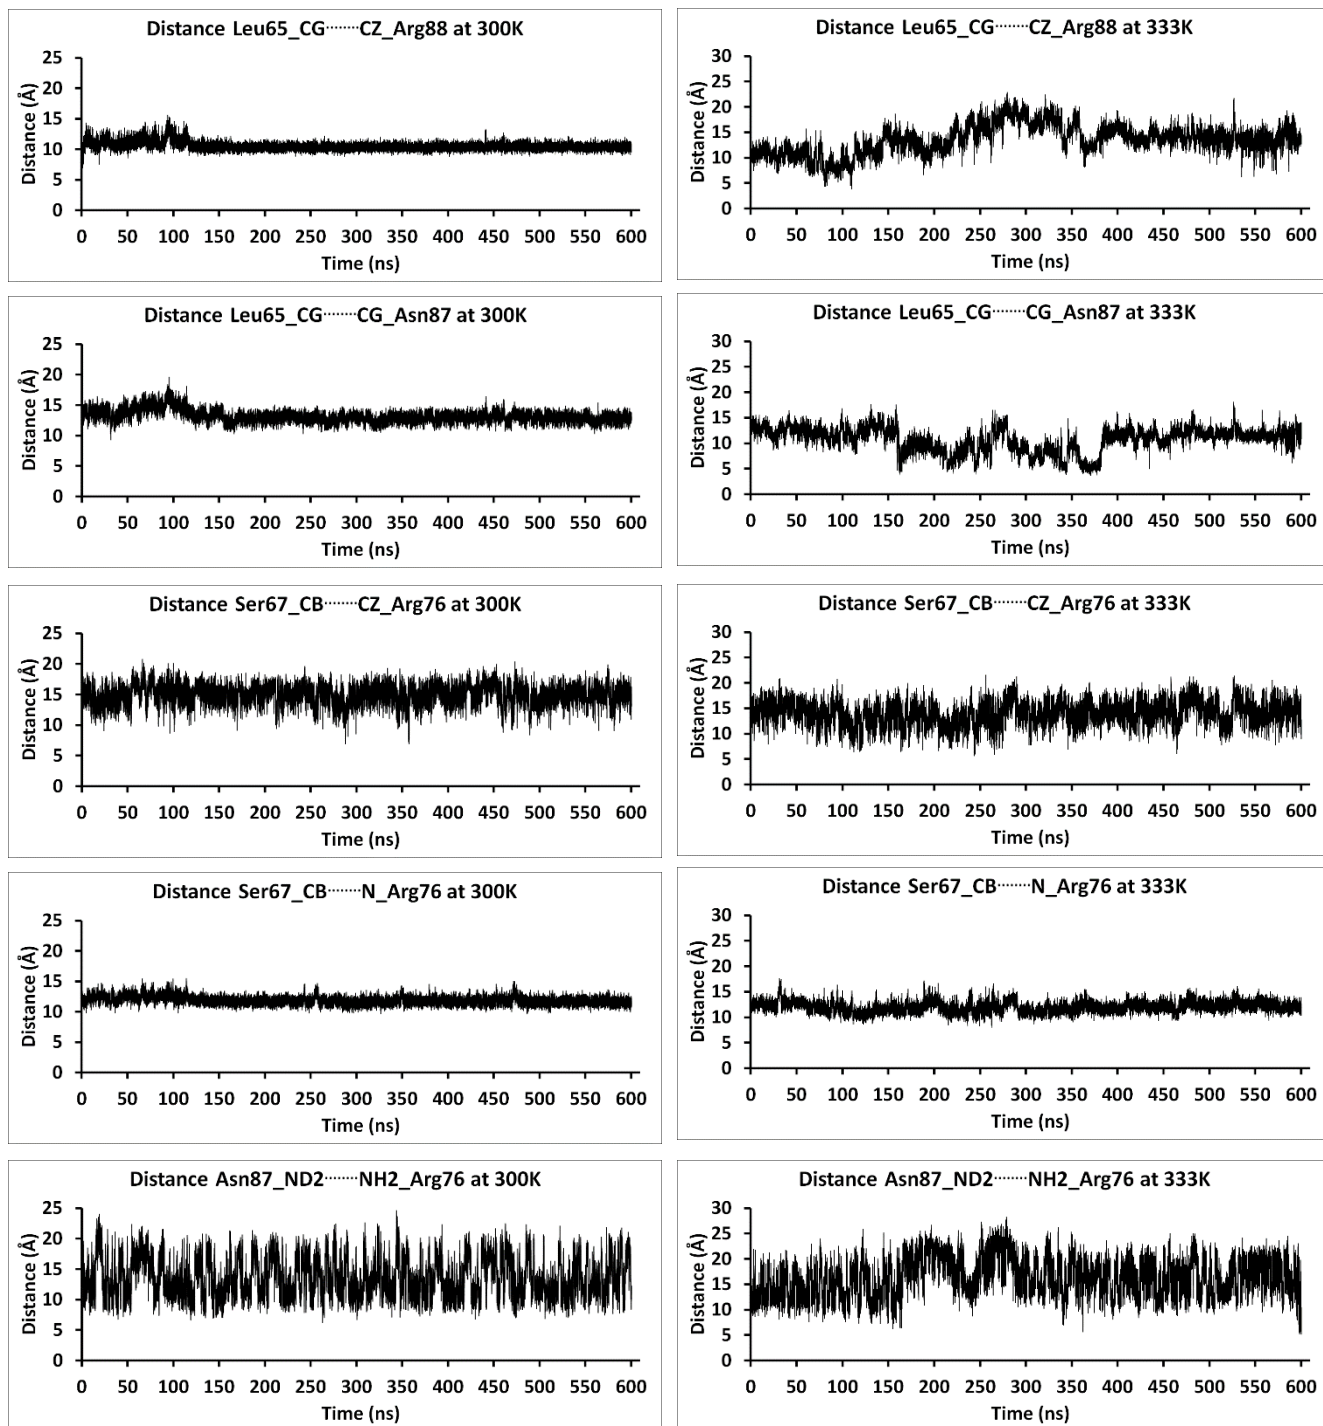 Distance Leu65_CG········CZ_Arg88 at 300K
Distance (Å)
25
20
15
10
5
0
0 50 100 150 200 250 300 350 400 450 500 550 600
Time (ns)
Distance Leu65_CG········CZ_Arg88 at 333K
Distance (Å)
30
25
20
15
10
5
0
0 50 100 150 200 250 300 350 400 450 500 550 600
Time (ns)
Distance Leu65_CG········CG_Asn87 at 300K
Distance (Å)
25
20
15
10
5
0
0 50 100 150 200 250 300 350 400 450 500 550 600
Time (ns)
Distance Leu65_CG········CG_Asn87 at 333K
Distance (Å)
30
25
20
15
10
5
0
0 50 100 150 200 250 300 350 400 450 500 550 600
Time (ns)
Distance Ser67_CB········CZ_Arg76 at 300K
Distance (Å)
25
20
15
10
5
0
0 50 100 150 200 250 300 350 400 450 500 550 600
Time (ns)
Distance Ser67_CB········CZ_Arg76 at 333K
Distance (Å)
30
25
20
15
10
5
0
0 50 100 150 200 250 300 350 400 450 500 550 600
Time (ns)
Distance Ser67_CB········N_Arg76 at 300K
Distance (Å)
25
20
15
10
5
0
0 50 100 150 200 250 300 350 400 450 500 550 600
Time (ns)
Distance Ser67_CB········N_Arg76 at 333K
Distance (Å)
30
25
20
15
10
5
0
0 50 100 150 200 250 300 350 400 450 500 550 600
Time (ns)
Distance Asn87_ND2········NH2_Arg76 at 300K
Distance (Å)
25
20
15
10
5
0
0 50 100 150 200 250 300 350 400 450 500 550 600
Time (ns)
Distance Asn87_ND2········NH2_Arg76 at 333K
Distance (Å)
30
25
20
15
10
5
0
0 50 100 150 200 250 300 350 400 450 500 550 600
Time (ns)